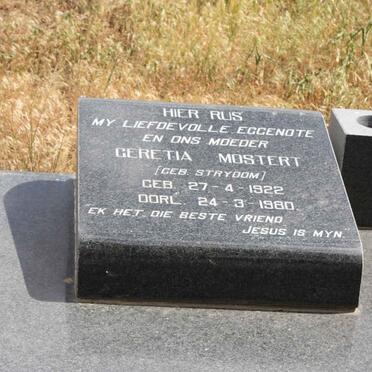 HIER RUS
MY LIEFDEVOLLE EGGENOTE
EN ONS MOEDER
GERETIA MOSTERT
[GEB. STRYDOM]
GEB. 27-4-1922
OORL. 24-3-1980.
EK HET DIE BESTE VRIEND
JESUS IS MYN.